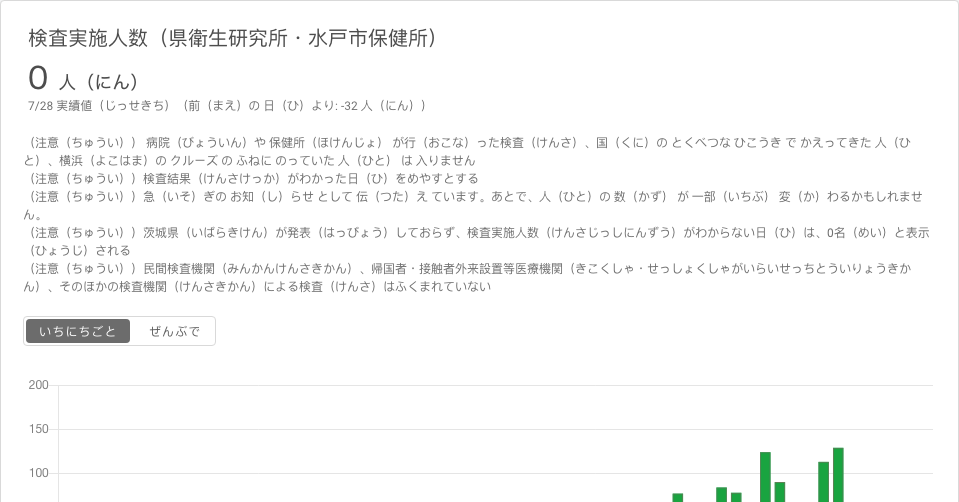 検査実施人数（県衛生研究所・水戸市保健所）
0 人（にん）
7/28 実績値（じっせきち）（前（まえ）の 日（ひ）より: -32 人（にん））
（注意（ちゅうい）） 病院（びょういん）や 保健所（ほけんじょ） が行（おこな）った検査（けんさ）、国（くに）の とくべつな ひこうき で かえってきた 人（ひ
と）、横浜（よこはま）の クルーズ の ふねに のっていた 人（ひと） は 入りません
（注意（ちゅうい）） 検査結果（けんさけっか）がわかった日（ひ）をめやすとする
（注意（ちゅうい）） 急（いそ）ぎの お知（し）らせ として 伝（つた）え ています。あとで、人（ひと）の 数（かず） が 一部（いちぶ） 変（か）わるかもしれませ
ん。
（注意（ちゅうい）） 茨城県（いばらきけん）が発表（はっぴょう）しておらず、検査実施人数（けんさじっしにんずう）がわからない日（ひ）は、0名（めい）と表示
（ひょうじ）される
（注意（ちゅうい）） 民間検査機関（みんかんけんさきかん）、帰国者・接触者外来設置等医療機関（きこくしゃ・せっしょくしゃがいらいせっちとういりょうきか
ん）、そのほかの検査機関（けんさきかん）による検査（けんさ）はふくまれていない
いちにちごと ぜんぶで
200
150
100